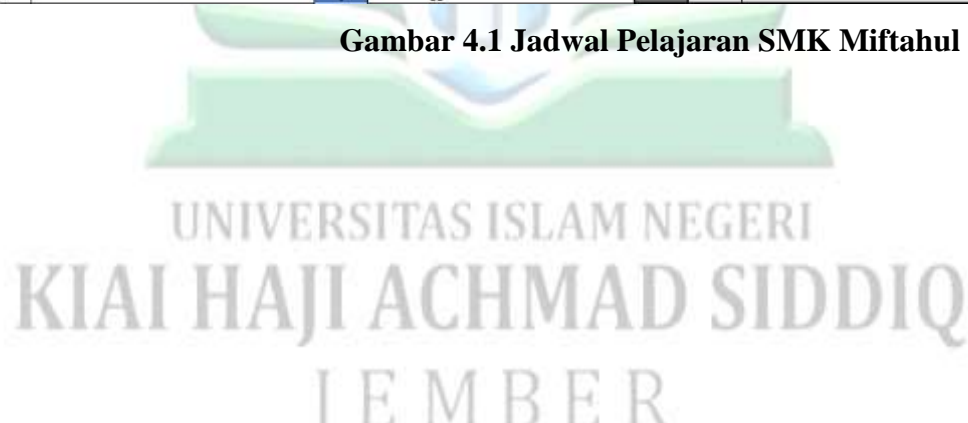 Gambar 4.1 Jadwal Pelajaran SMK Miftahul
UNIVERSITAS ISLAM NEGERI
KIAI HAJI ACHMAD SIDDIQ
JEMBER